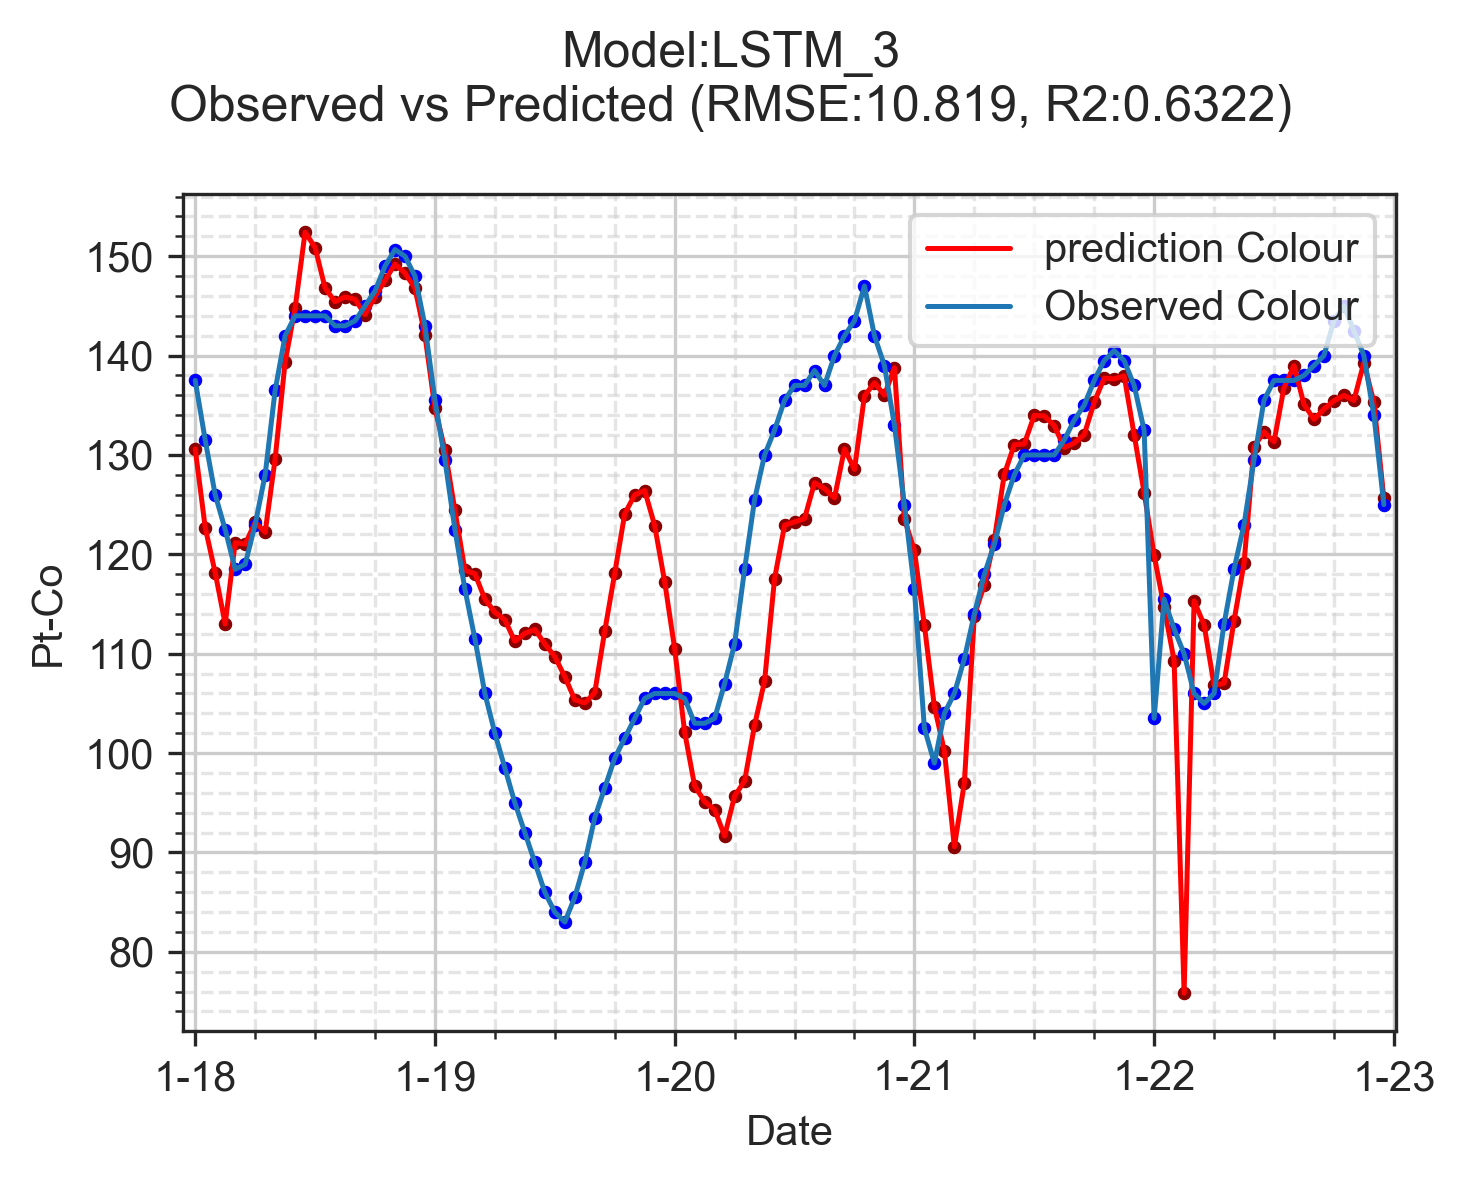 Model:LSTM_3
Observed vs Predicted (RMSE:10.819, R2:0.6322)
prediction Colour
Observed Colour
150
140
130
120
110
100
90
80
Pt-Co
1-18 1-19 1-20 1-21 1-22 1-23
Date